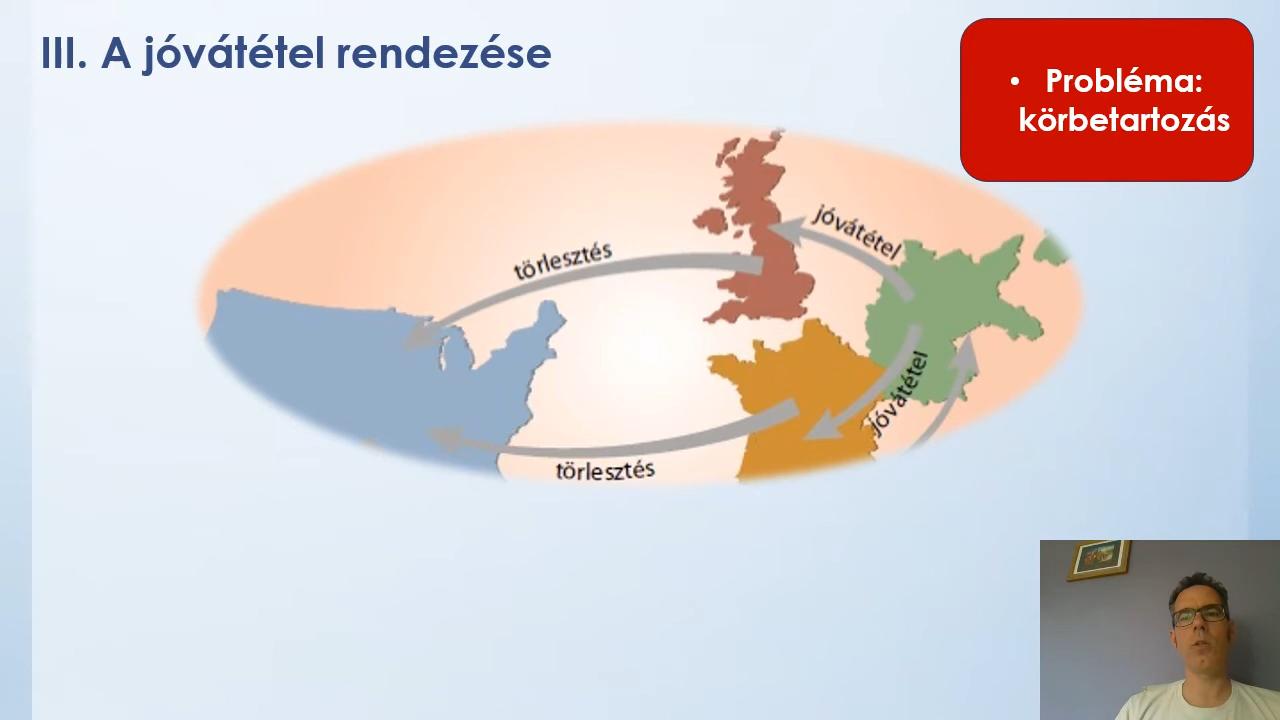 III. A jóvátétel rendezése
• Probléma:
körbetartozás
törlesztés
jóvátétel
jóvátétel
törlesztés